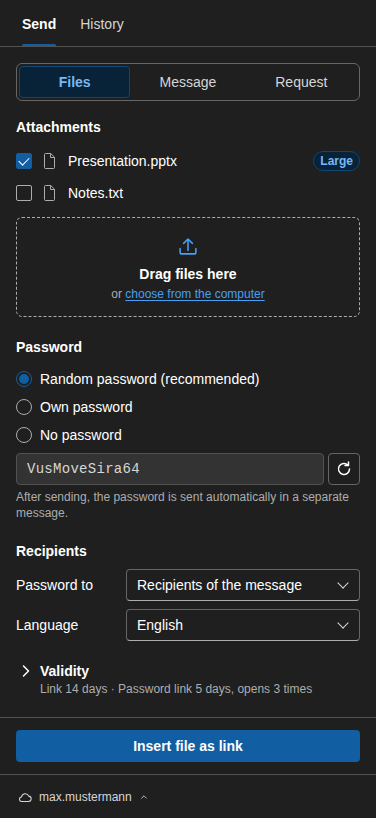 Send History
Files Message Request
Attachments
Presentation.pptx Large
Notes.txt
Drag files here
or choose from the computer
Password
Random password (recommended)
Own password
No password
VusMoveSira64
After sending, the password is sent automatically in a separate
message.
Recipients
Password to Recipients of the message
Language English
Validity
Link 14 days · Password link 5 days, opens 3 times
Insert file as link
max.mustermann